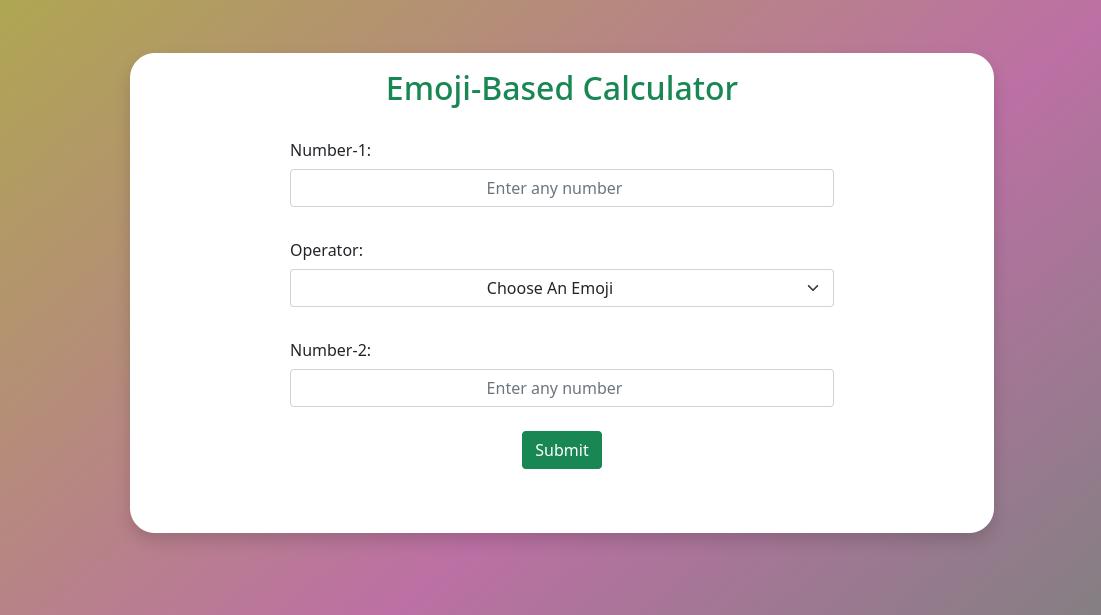 Emoji-Based Calculator
Number-1:
Enter any number
Operator:
Choose An Emoji
Number-2:
Enter any number
Submit